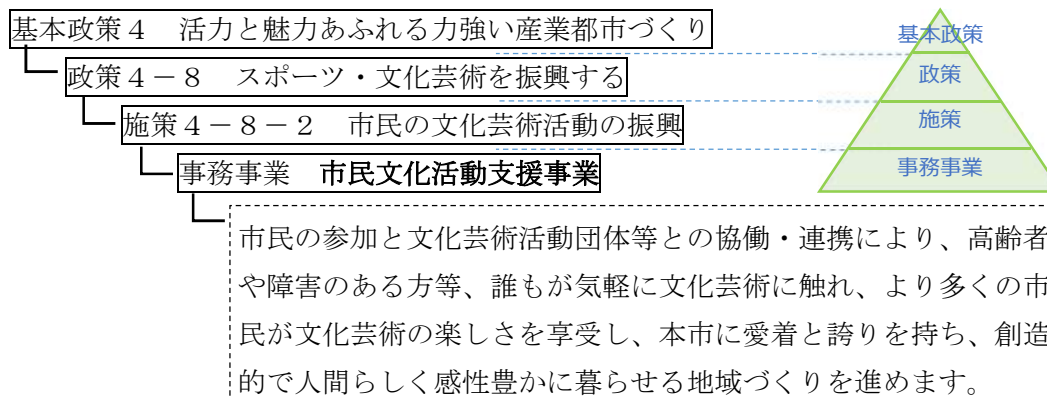 基本政策４　活力と魅力あふれる力強い産業都市づくり
政策４－８　スポーツ・文化芸術を振興する
施策４－８－２　市民の文化芸術活動の振興
事務事業　市民文化活動支援事業
市民の参加と文化芸術活動団体等との協働・連携により、高齢者
や障害のある方等、誰もが気軽に文化芸術に触れ、より多くの市
民が文化芸術の楽しさを享受し、本市に愛着と誇りを持ち、創造
的で人間らしく感性豊かに暮らせる地域づくりを進めます。
基本政策
政策
施策
事務事業